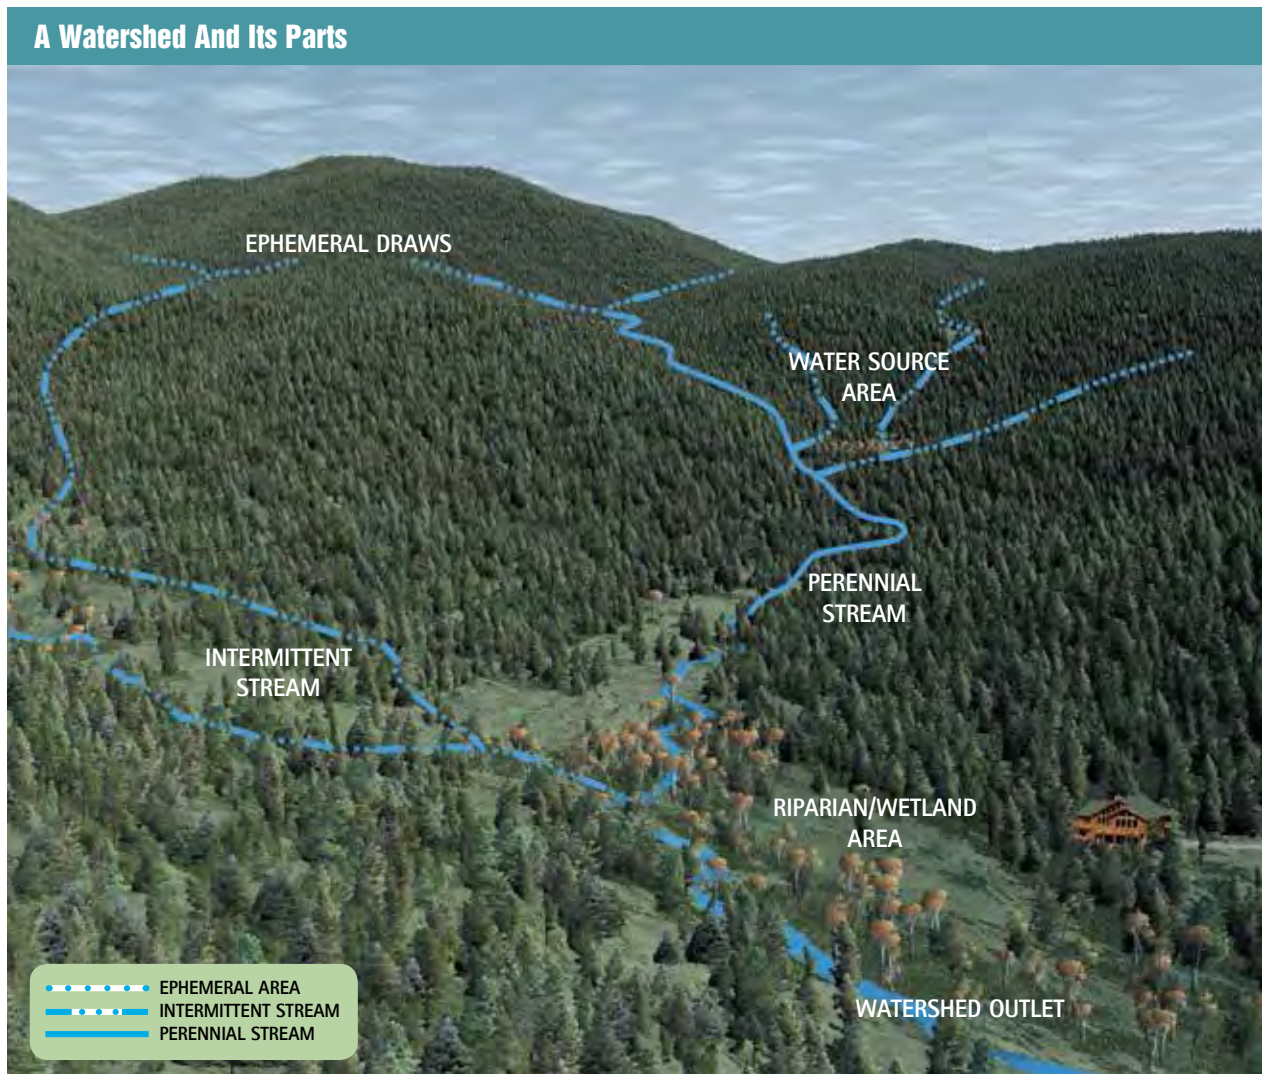 A Watershed And Its Parts
EPHEMERAL DRAWS
WATER SOURCE
AREA
PERENNIAL
STREAM
INTERMITTENT
STREAM
RIPARIAN/WETLAND
AREA
WATERSHED OUTLET
EPHEMERAL AREA
INTERMITTENT STREAM
PERENNIAL STREAM